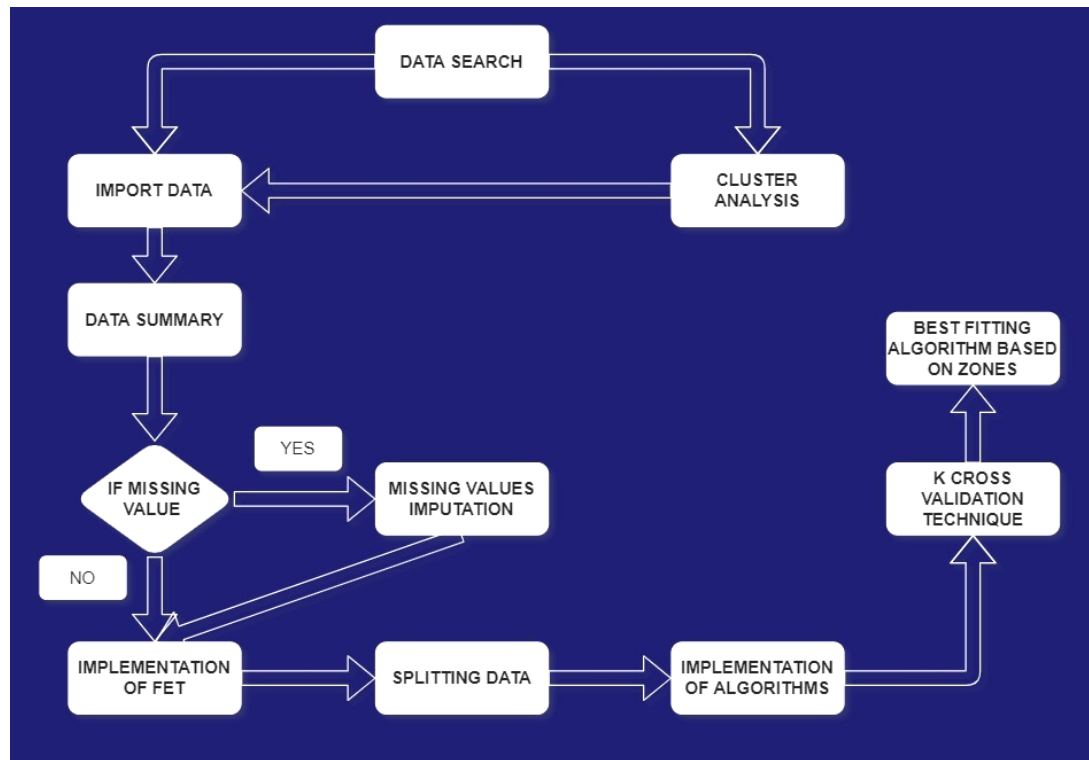 DATA SEARCH
IMPORT DATA
CLUSTER
ANALYSIS
DATA SUMMARY
BEST FITTING
ALGORITHM BASED
ON ZONES
YES
IF MISSING
VALUE
MISSING VALUES
IMPUTATION
K CROSS
VALIDATION
TECHNIQUE
NO
IMPLEMENTATION
OF FET
SPLITTING DATA
IMPLEMENTATION
OF ALGORITHMS